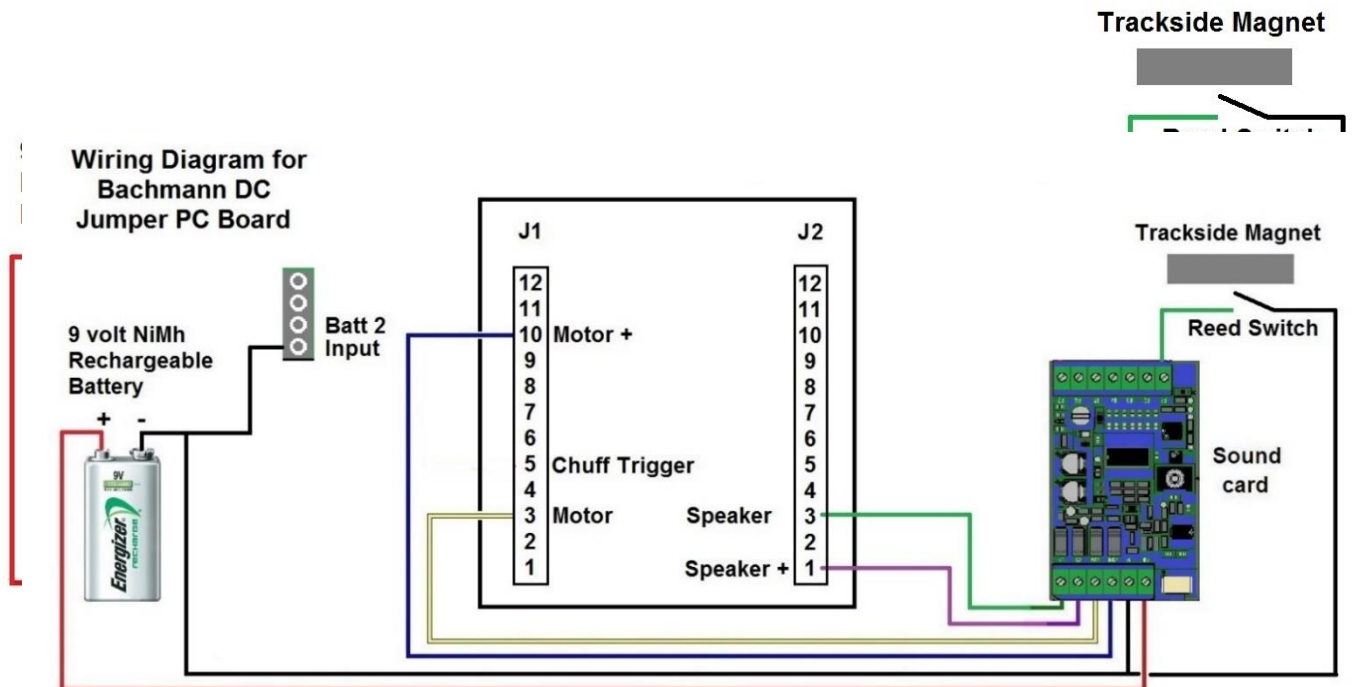 Trackside Magnet
Wiring Diagram for
Bachmann DC
Jumper PC Board
J1
J2
Trackside Magnet
Reed Switch
12
11
10 Motor +
9
8
7
6
5 Chuff Trigger
4
3 Motor
2
1
12
11
10
9
8
7
6
5
4
Speaker 3
2
Speaker + 1
Batt 2
Input
9 volt NiMh
Rechargeable
Battery
+ -
9V
Energizer
recharge
Sound
card